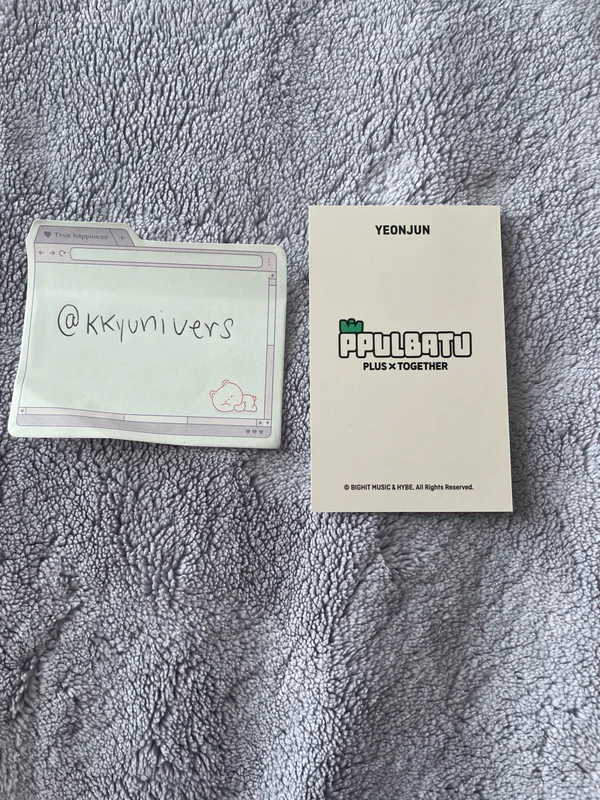 True happiness
@kkyunivers
YEONJUN
PPULBATU
PLUS × TOGETHER
© BIGHIT MUSIC & HYBE. All Rights Reserved.